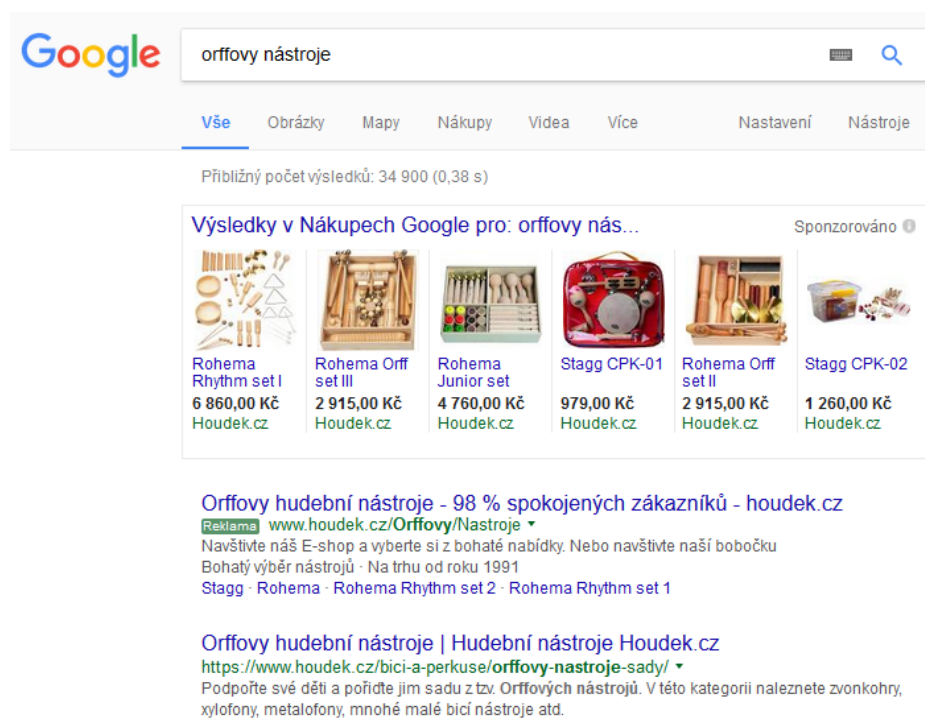 Google
orffovy nástroje
Vše Obrázky Mapy Nákupy Videa Více Nastavení Nástroje
Přibližný počet výsledků: 34 900 (0,38 s)
Výsledky v Nákupech Google pro: orffovy nás...
Sponzorováno
Rohema
Rhythm set I
6 860,00 Kč
Houdek.cz
Rohema Orff
set III
2 915,00 Kč
Houdek.cz
Rohema
Junior set
4 760,00 Kč
Houdek.cz
Stagg CPK-01
979,00 Kč
Houdek.cz
Rohema Orff
set II
2 915,00 Kč
Houdek.cz
Stagg CPK-02
1 260,00 Kč
Houdek.cz
Orffovy hudební nástroje - 98 % spokojených zákazníků - houdek.cz
Reklama www.houdek.cz/Orffovy/Nastroje
Navštivte náš E-shop a vyberte si z bohaté nabídky. Nebo navštivte naší bobočku
Bohatý výběr nástrojů · Na trhu od roku 1991
Stagg · Rohema · Rohema Rhythm set 2 · Rohema Rhythm set 1
Orffovy hudební nástroje | Hudební nástroje Houdek.cz
https://www.houdek.cz/bici-a-perkuse/orffovy-nastroje-sady/
Podpořte své děti a pořiďte jim sadu z tzv. Orffových nástrojů. V této kategorii naleznete zvonkohry,
xylofony, metalofony, mnohé malé bicí nástroje atd.